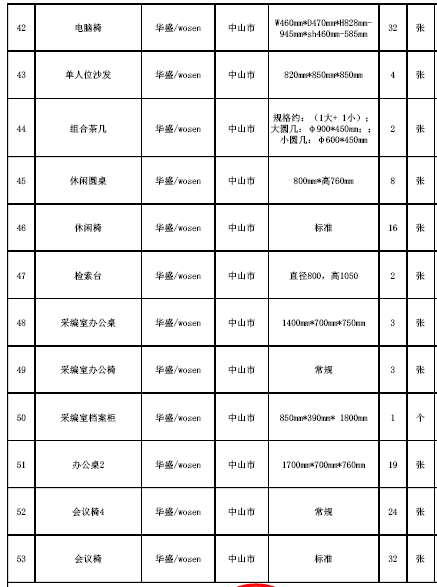 42 电脑椅 华盛/wosen 中山市 W460mm*D470mm*H828mm-945mm*sh460mm-585mm 32 张
43 单人位沙发 华盛/wosen 中山市 820mm*850mm*850mm 4 张
44 组合茶几 华盛/wosen 中山市 规格约：（1大+ 1小）；大圆几：φ900*450mm；；小圆几：φ600*450mm 2 张
45 休闲圆桌 华盛/wosen 中山市 800mm*高760mm 8 张
46 休闲椅 华盛/wosen 中山市 标准 16 张
47 检索台 华盛/wosen 中山市 直径800，高1050 2 张
48 采编室办公桌 华盛/wosen 中山市 1400mm*700mm*750mm 3 张
49 采编室办公椅 华盛/wosen 中山市 常规 3 张
50 采编室档案柜 华盛/wosen 中山市 850mm*390mm* 1800mm 1 个
51 办公桌2 华盛/wosen 中山市 1700mm*700mm*760mm 19 张
52 会议椅4 华盛/wosen 中山市 常规 24 张
53 会议椅 华盛/wosen 中山市 标准 32 张